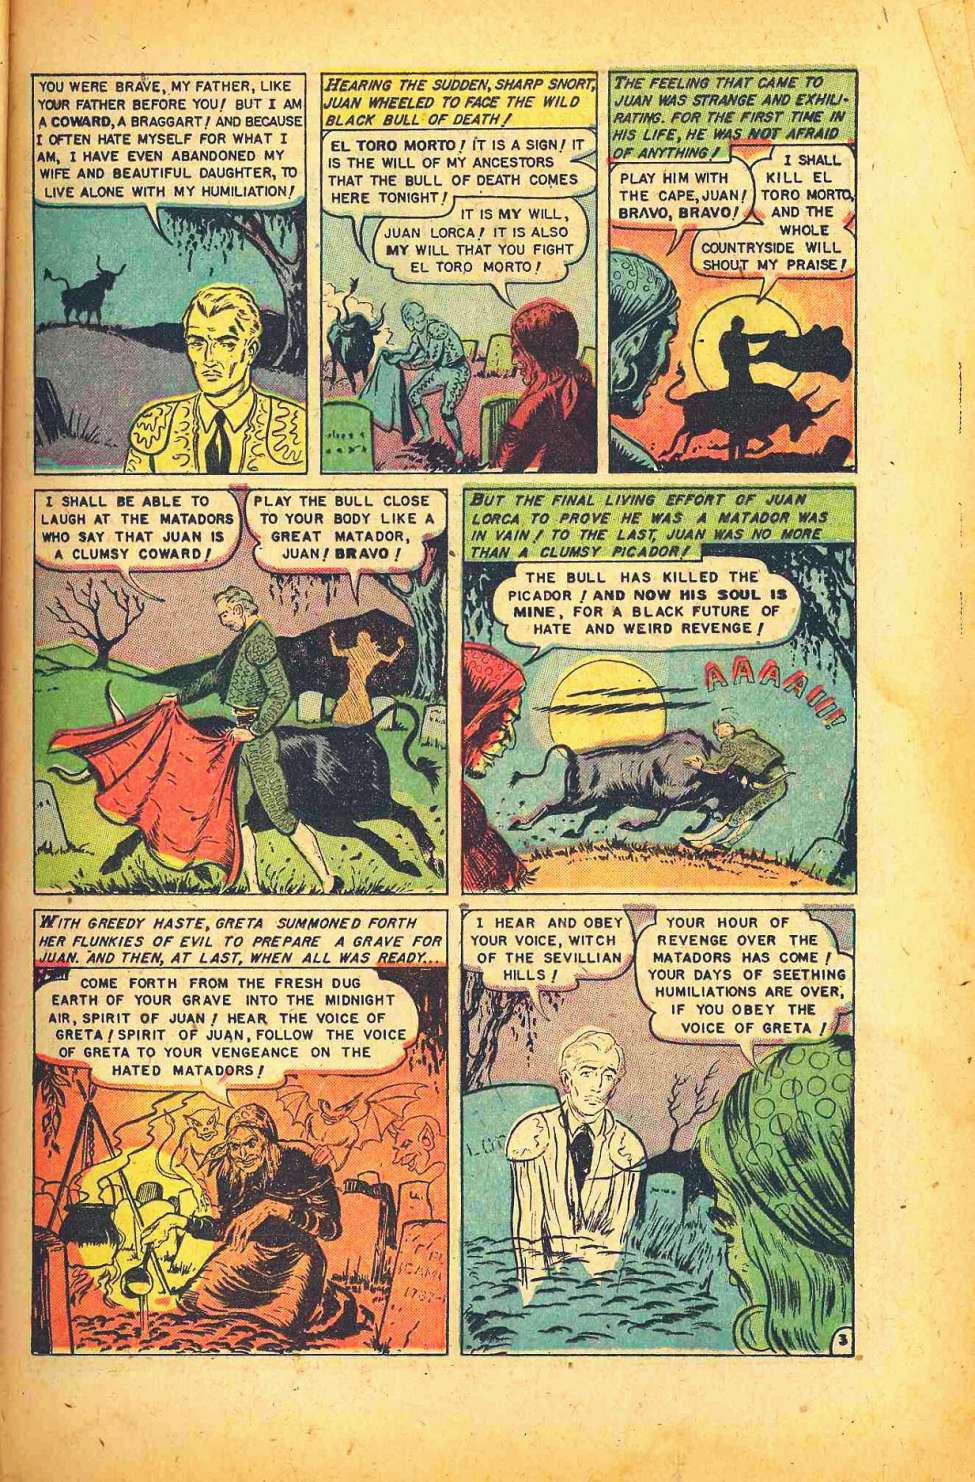 YOU WERE BRAVE, MY FATHER, LIKE
YOUR FATHER BEFORE YOU! BUT I AM
A COWARD, A BRAGGART! AND BECAUSE
I OFTEN HATE MYSELF FOR WHAT I
AM, I HAVE EVEN ABANDONED MY
WIFE AND BEAUTIFUL DAUGHTER, TO
LIVE ALONE WITH MY HUMILIATION!
HEARING THE SUDDEN, SHARP SNORT,
JUAN WHEELED TO FACE THE WILD
BLACK BULL OF DEATH!
EL TORO MORTO! IT IS A SIGN! IT
IS THE WILL OF MY ANCESTORS
THAT THE BULL OF DEATH COMES
HERE TONIGHT!
IT IS MY WILL,
JUAN LORCA! IT IS ALSO
MY WILL THAT YOU FIGHT
EL TORO MORTO!
THE FEELING THAT CAME TO
JUAN WAS STRANGE AND EXHILI-
RATING. FOR THE FIRST TIME IN
HIS LIFE, HE WAS NOT AFRAID
OF ANYTHING!
PLAY HIM WITH
THE CAPE, JUAN!
BRAVO, BRAVO!
I SHALL
KILL EL
TORO MORTO,
AND THE
WHOLE
COUNTRYSIDE WILL
SHOUT MY PRAISE!
I SHALL BE ABLE TO
LAUGH AT THE MATADORS
WHO SAY THAT JUAN IS
A CLUMSY COWARD!
PLAY THE BULL CLOSE
TO YOUR BODY LIKE A
GREAT MATADOR,
JUAN! BRAVO!
BUT THE FINAL LIVING EFFORT OF JUAN
LORCA TO PROVE HE WAS A MATADOR WAS
IN VAIN! TO THE LAST, JUAN WAS NO MORE
THAN A CLUMSY PICADOR!
THE BULL HAS KILLED THE
PICADOR! AND NOW HIS SOUL IS
MINE, FOR A BLACK FUTURE OF
HATE AND WEIRD REVENGE!
AAAAIII!!
WITH GREEDY HASTE, GRETA SUMMONED FORTH
HER FLUNKIES OF EVIL TO PREPARE A GRAVE FOR
JUAN. AND THEN, AT LAST, WHEN ALL WAS READY...
COME FORTH FROM THE FRESH DUG
EARTH OF YOUR GRAVE INTO THE MIDNIGHT
AIR, SPIRIT OF JUAN! HEAR THE VOICE OF
GRETA! SPIRIT OF JUAN, FOLLOW THE VOICE
OF GRETA TO YOUR VENGEANCE ON THE
HATED MATADORS!
I HEAR AND OBEY
YOUR VOICE, WITCH
OF THE SEVILLIAN
HILLS!
YOUR HOUR OF
REVENGE OVER THE
MATADORS HAS COME!
YOUR DAYS OF SEETHING
HUMILIATIONS ARE OVER,
IF YOU OBEY THE
VOICE OF GRETA!
3